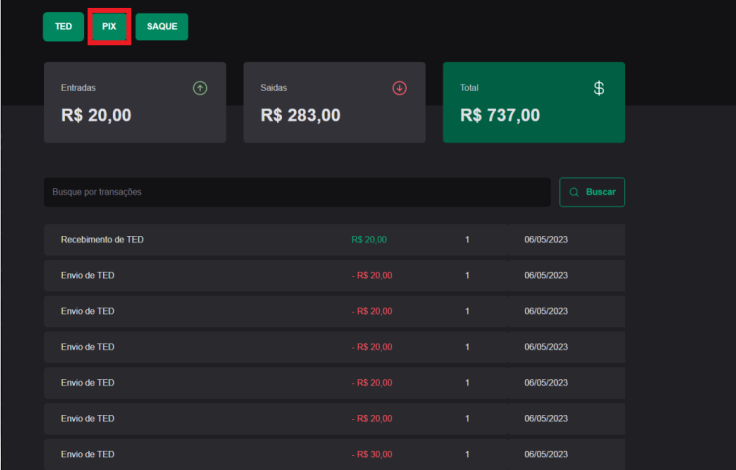 TED PIX SAQUE
Entradas Saidas Total
R$ 20,00 R$ 283,00 R$ 737,00
Busque por transações Buscar
Recebimento de TED R$ 20,00 1 06/05/2023
Envio de TED - R$ 20,00 1 06/05/2023
Envio de TED - R$ 20,00 1 06/05/2023
Envio de TED - R$ 20,00 1 06/05/2023
Envio de TED - R$ 20,00 1 06/05/2023
Envio de TED - R$ 20,00 1 06/05/2023
Envio de TED - R$ 30,00 1 06/05/2023